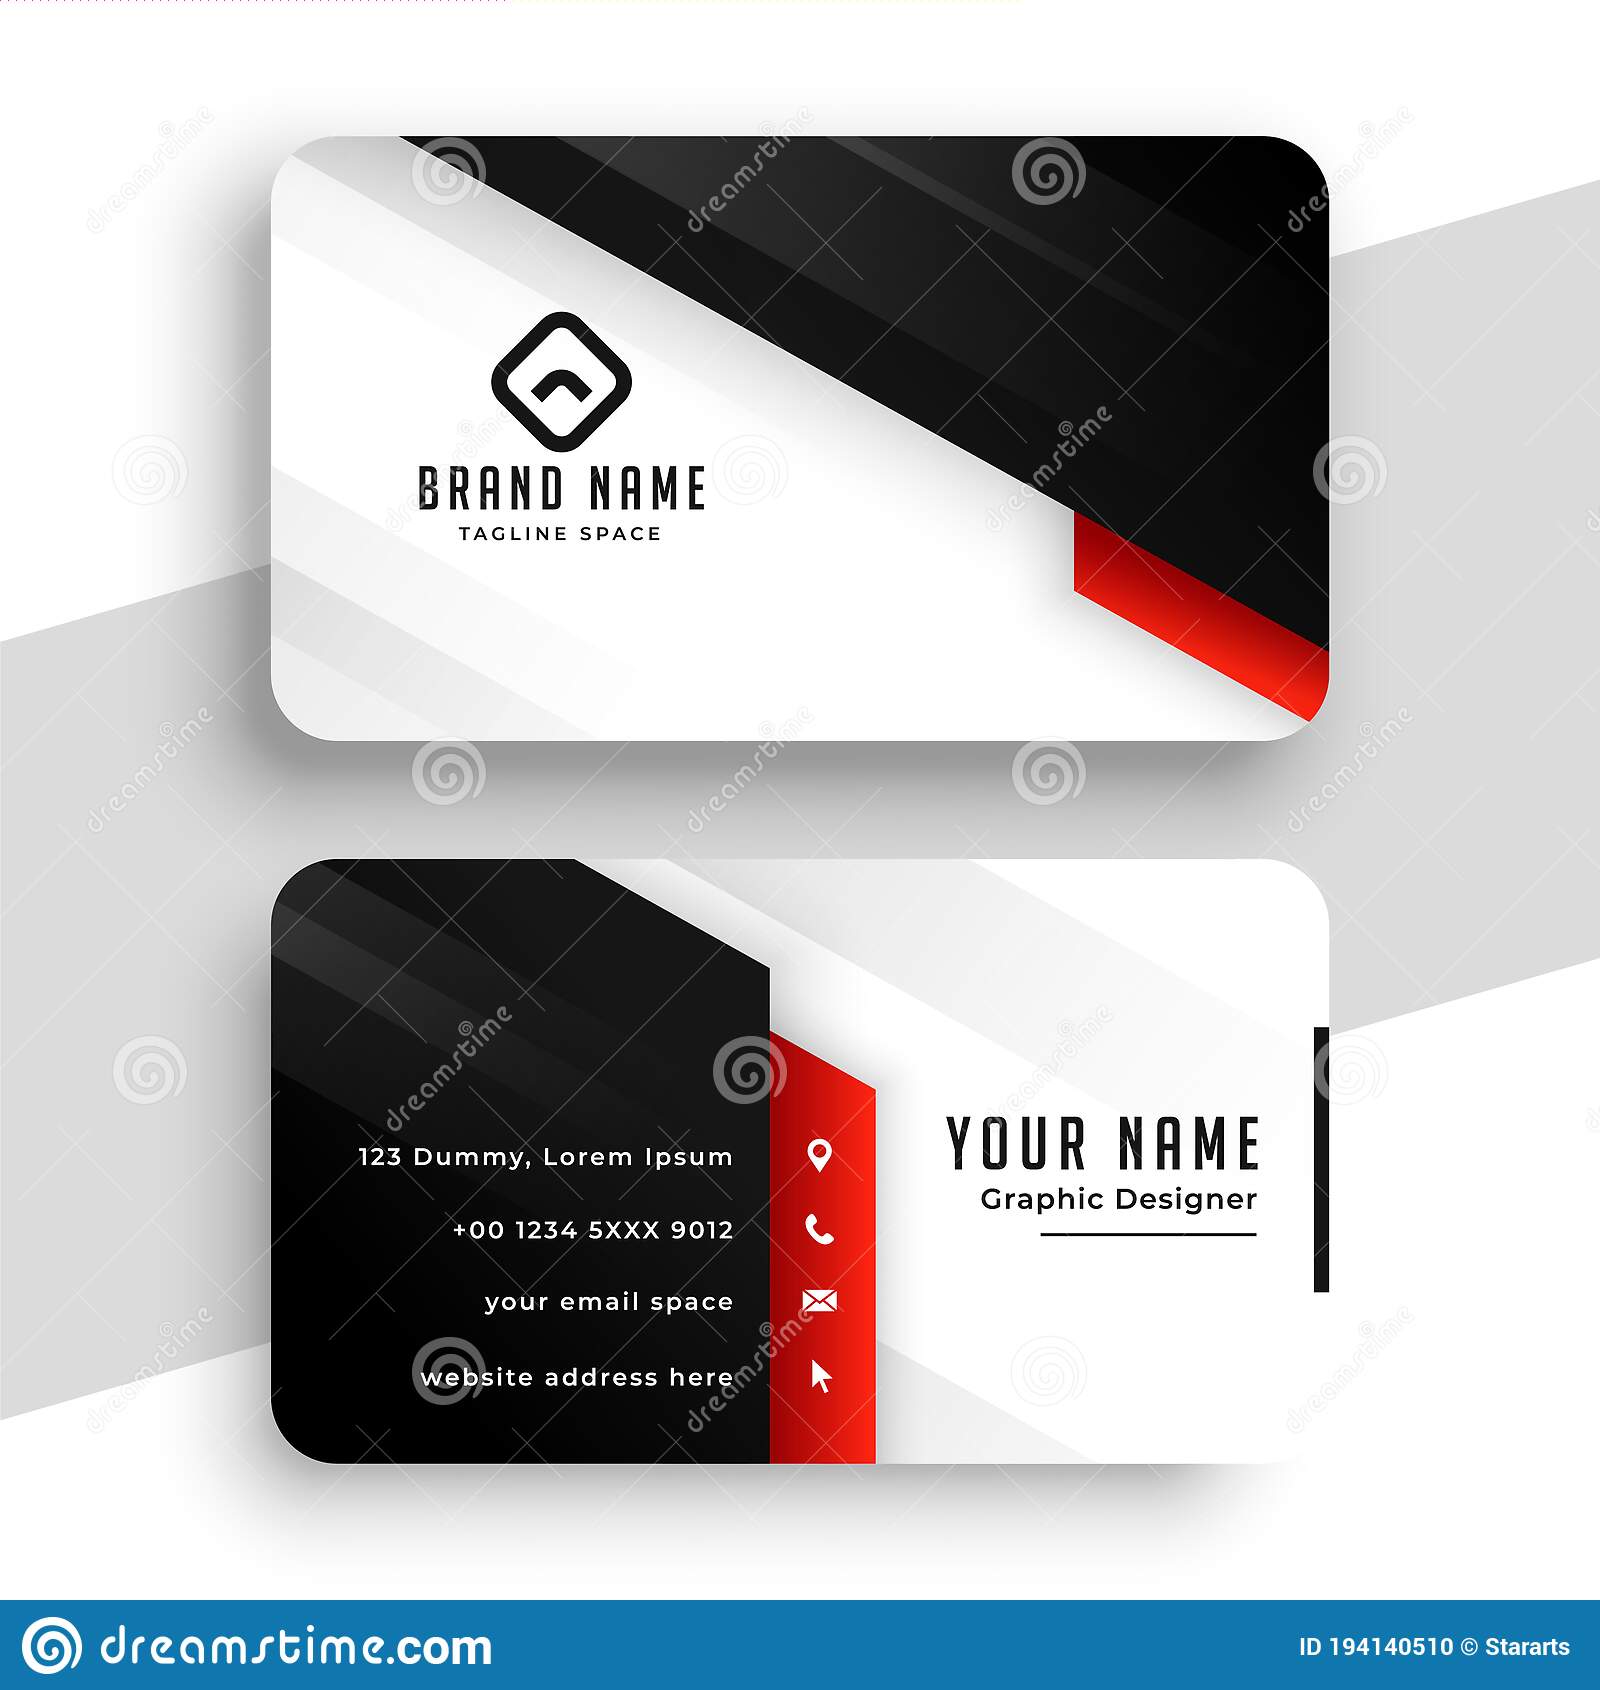 BRAND NAME
TAGLINE SPACE
123 Dummy, Lorem Ipsum
+00 1234 5XXX 9012
your email space
website address here
YOUR NAME
Graphic Designer
dreamstime.com
ID 194140510 © Stararts